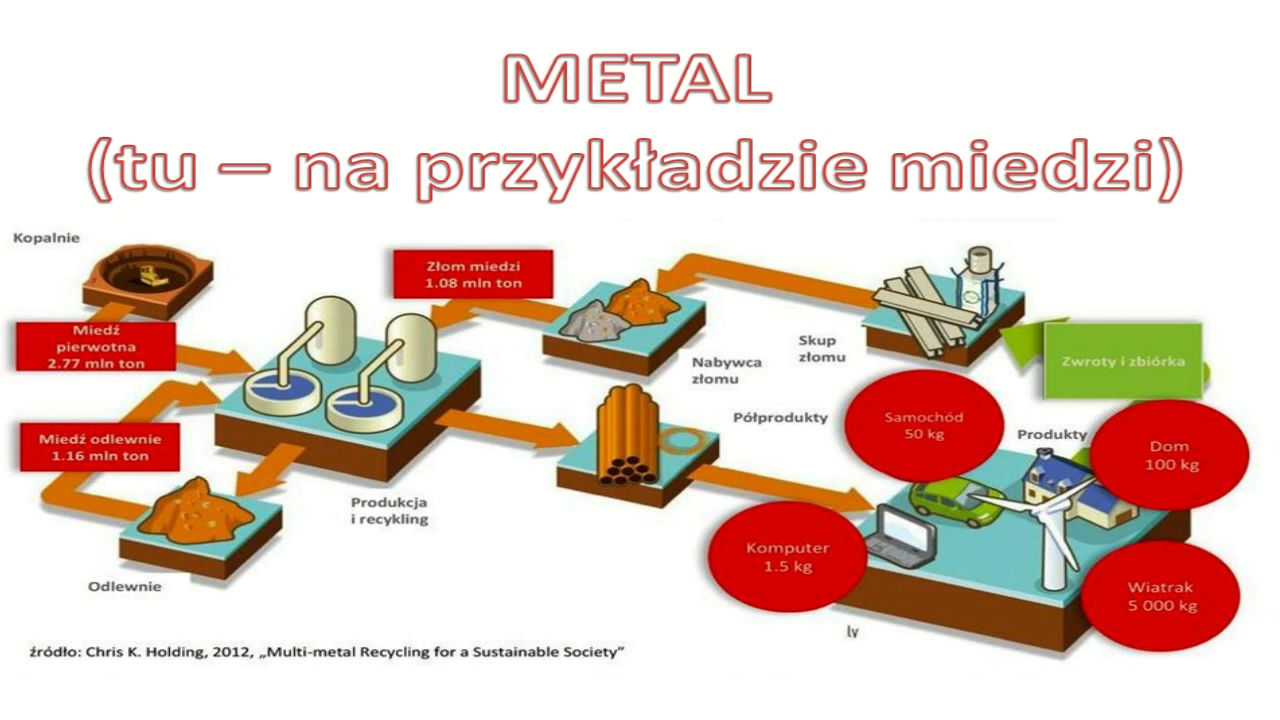 METAL
(tu – na przykładzie miedzi)
Kopalnie
Złom miedzi
1.08 mln ton
Miedź
pierwotna
2.77 mln ton
Skup
złomu
Nabywca
złomu
Zwroty i zbiórka
Miedź odlewnie
1.16 mln ton
Półprodukty
Samochód
50 kg
Produkty
Dom
100 kg
Produkcja
i recykling
Komputer
1.5 kg
Odlewnie
Wiatrak
5 000 kg
lv
źródło: Chris K. Holding, 2012, „Multi-metal Recycling for a Sustainable Society”